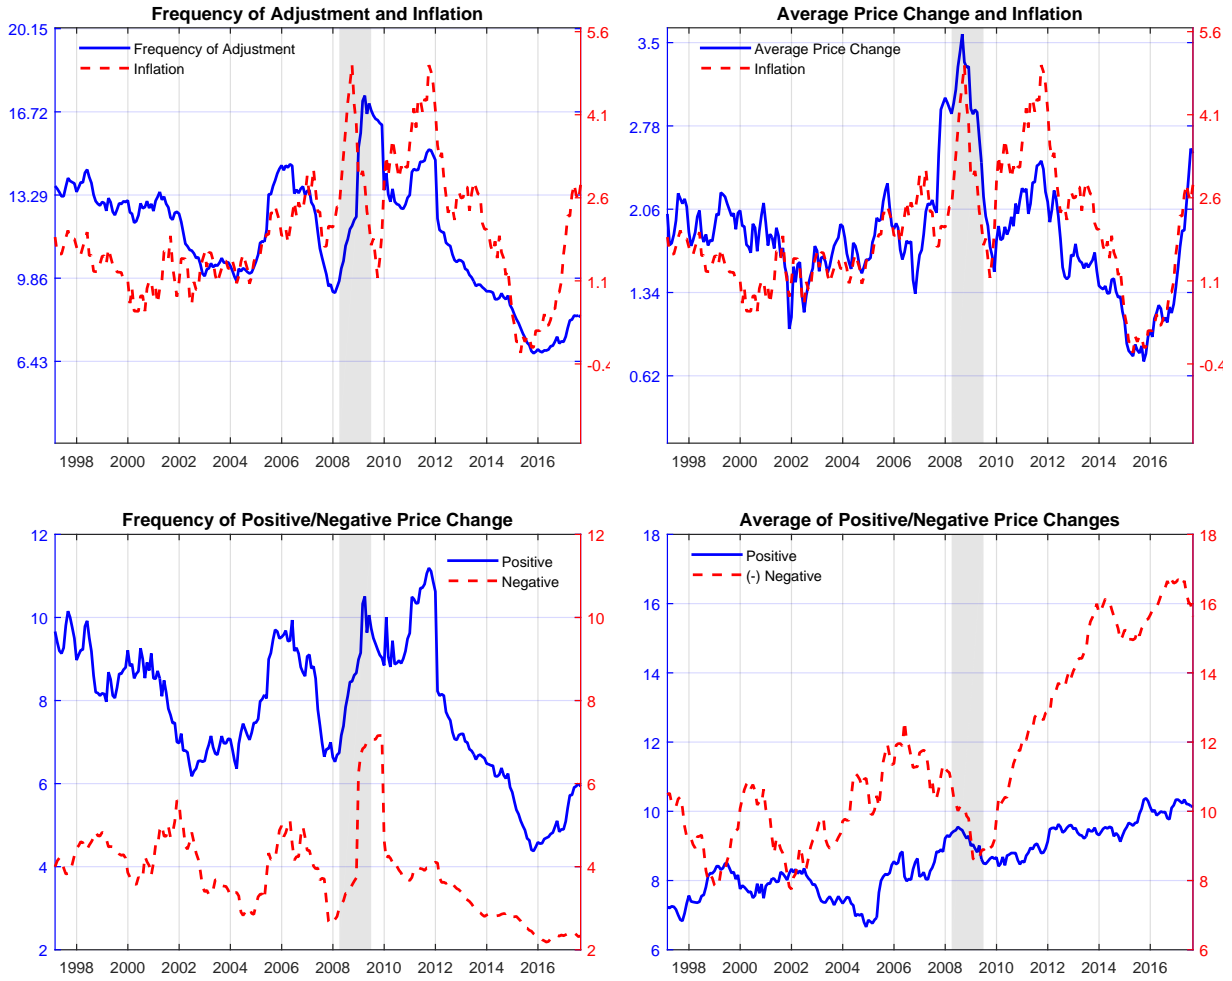 Frequency of Adjustment and Inflation
Frequency of Adjustment
Inflation
20.15
16.72
13.29
9.86
6.43
5.6
4.1
2.6
1.1
-0.4
1998 2000 2002 2004 2006 2008 2010 2012 2014 2016
Average Price Change and Inflation
Average Price Change
Inflation
3.5
2.78
2.06
1.34
0.62
5.6
4.1
2.6
1.1
-0.4
1998 2000 2002 2004 2006 2008 2010 2012 2014 2016
Frequency of Positive/Negative Price Change
Positive
Negative
12
10
8
6
4
2
12
10
8
6
4
2
1998 2000 2002 2004 2006 2008 2010 2012 2014 2016
Average of Positive/Negative Price Changes
Positive
(-) Negative
18
16
14
12
10
8
6
18
16
14
12
10
8
6
1998 2000 2002 2004 2006 2008 2010 2012 2014 2016